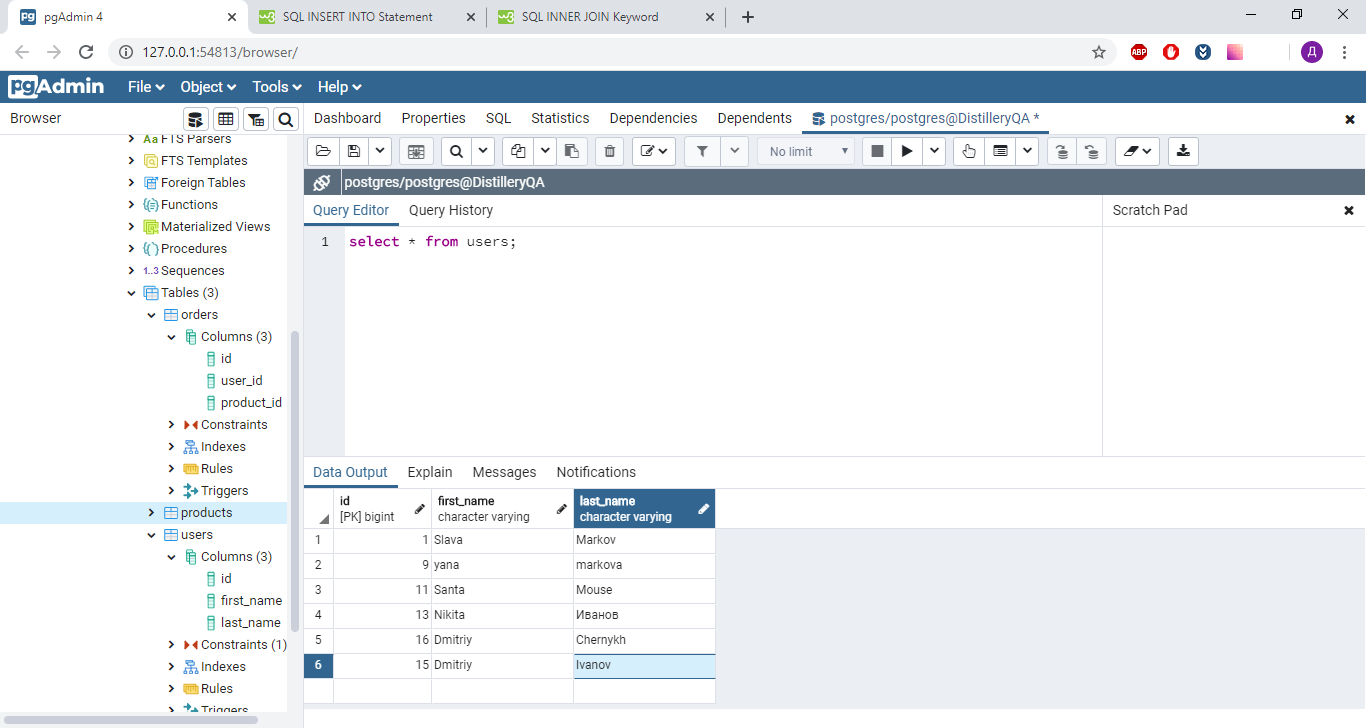 pgAdmin 4
SQL INSERT INTO Statement
SQL INNER JOIN Keyword
127.0.0.1:54813/browser/
ABP
Д
pgAdmin
File
Object
Tools
Help
Browser
Dashboard
Properties
SQL
Statistics
Dependencies
Dependents
postgres/postgres@DistilleryQA *
No limit
postgres/postgres@DistilleryQA
Query Editor
Query History
Scratch Pad
1
select * from users;
FTS Parsers
FTS Templates
Foreign Tables
Functions
Materialized Views
Procedures
1..3 Sequences
Tables (3)
orders
Columns (3)
id
user_id
product_id
Constraints
Indexes
Rules
Triggers
products
users
Columns (3)
id
first_name
last_name
Constraints (1)
Indexes
Rules
Triggers
Data Output
Explain
Messages
Notifications
id
[PK] bigint
first_name
character varying
last_name
character varying
1 1 Slava Markov
2 9 yana markova
3 11 Santa Mouse
4 13 Nikita Иванов
5 16 Dmitriy Chernykh
6 15 Dmitriy Ivanov